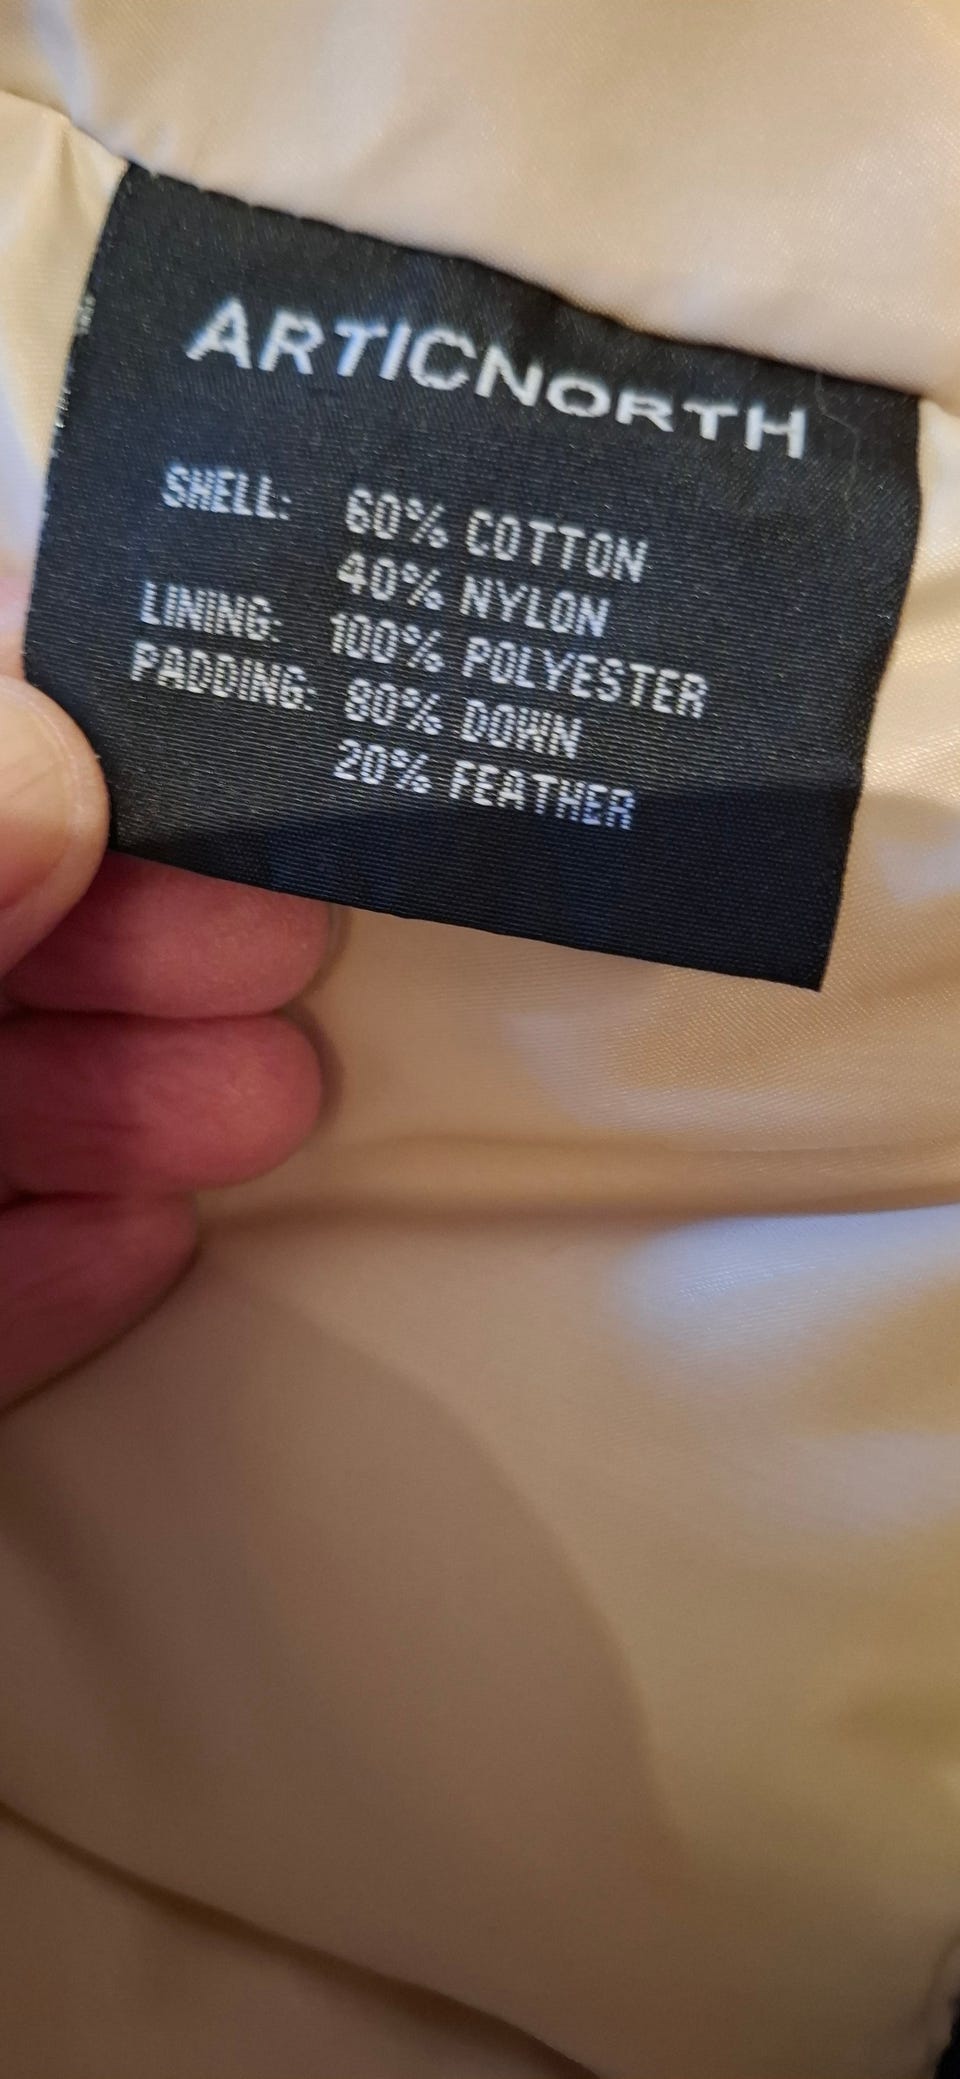 ARTICNORTH
SHELL: 60% COTTON
40% NYLON
LINING: 100% POLYESTER
PADDING: 80% DOWN
20% FEATHER